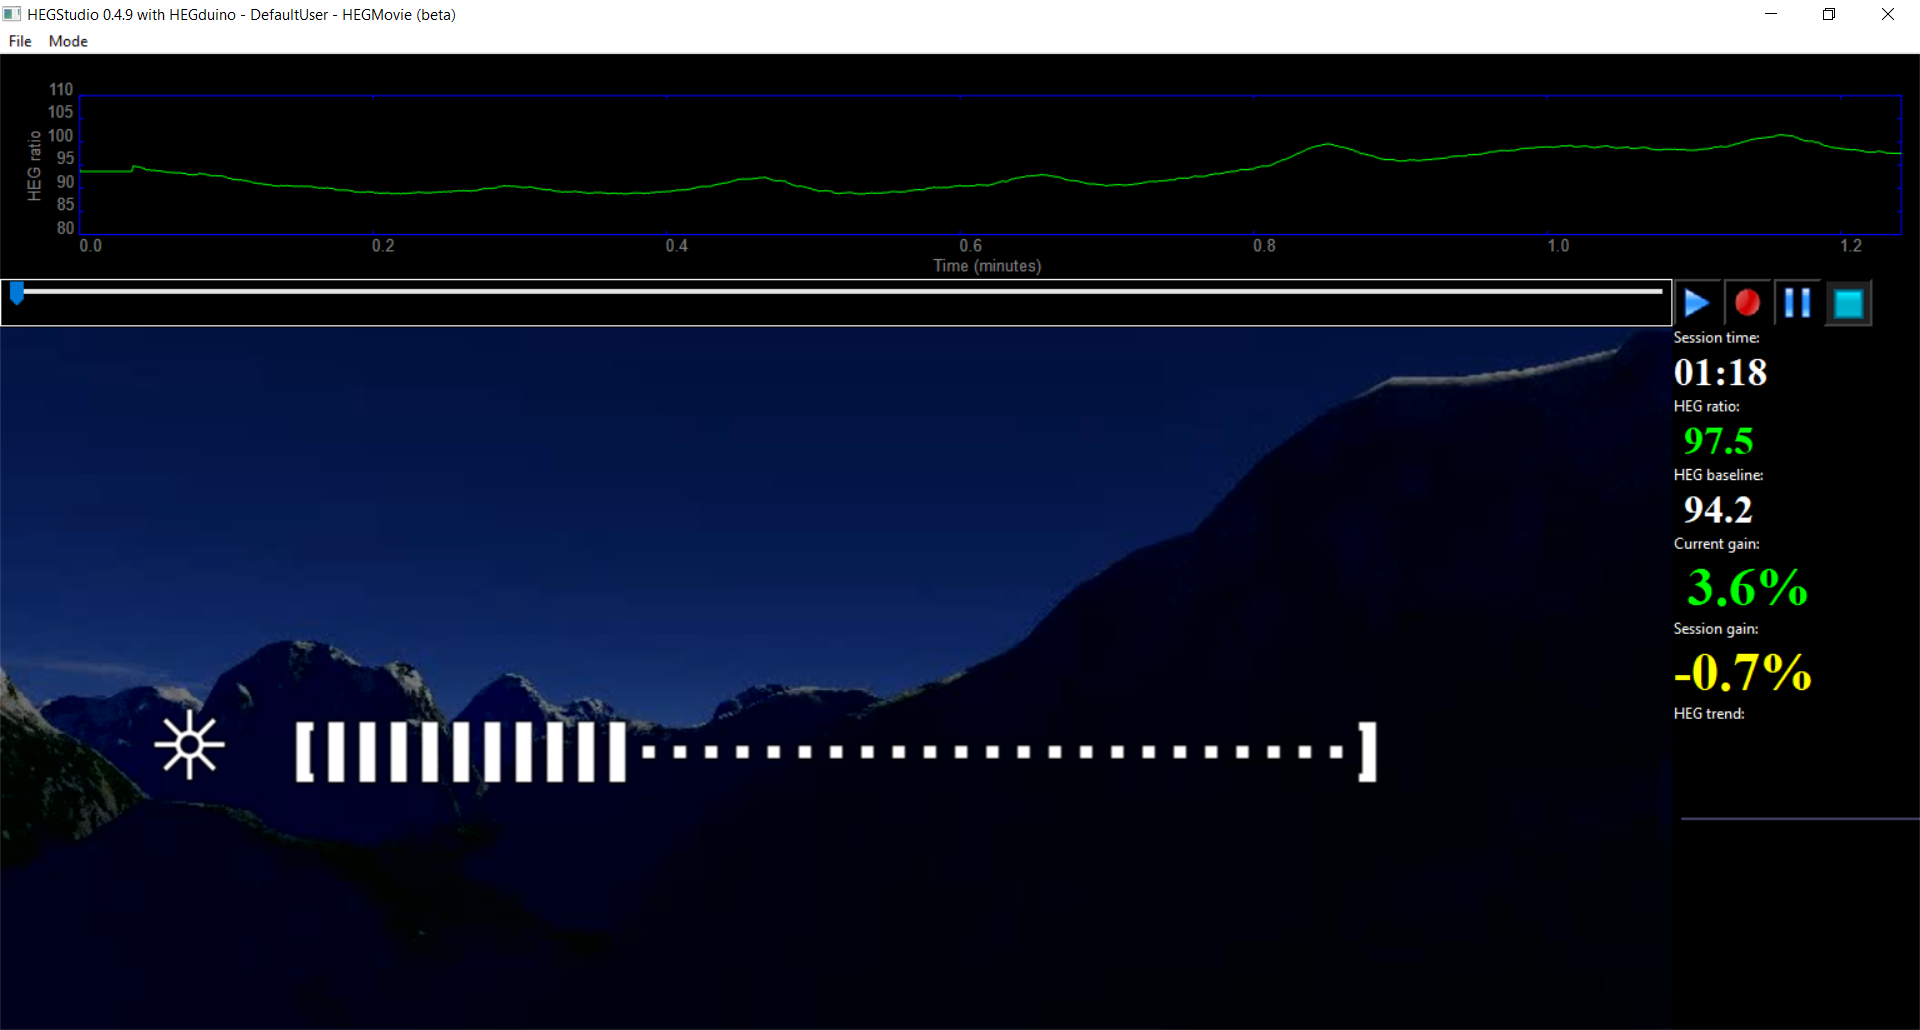 HEGStudio 0.4.9 with HEGduino - DefaultUser - HEGMovie (beta)
File Mode
110
105
100
95
90
85
80
HEG ratio
0.0 0.2 0.4 0.6 0.8 1.0 1.2
Time (minutes)
Session time:
01:18
HEG ratio:
97.5
HEG baseline:
94.2
Current gain:
3.6%
Session gain:
-0.7%
HEG trend: